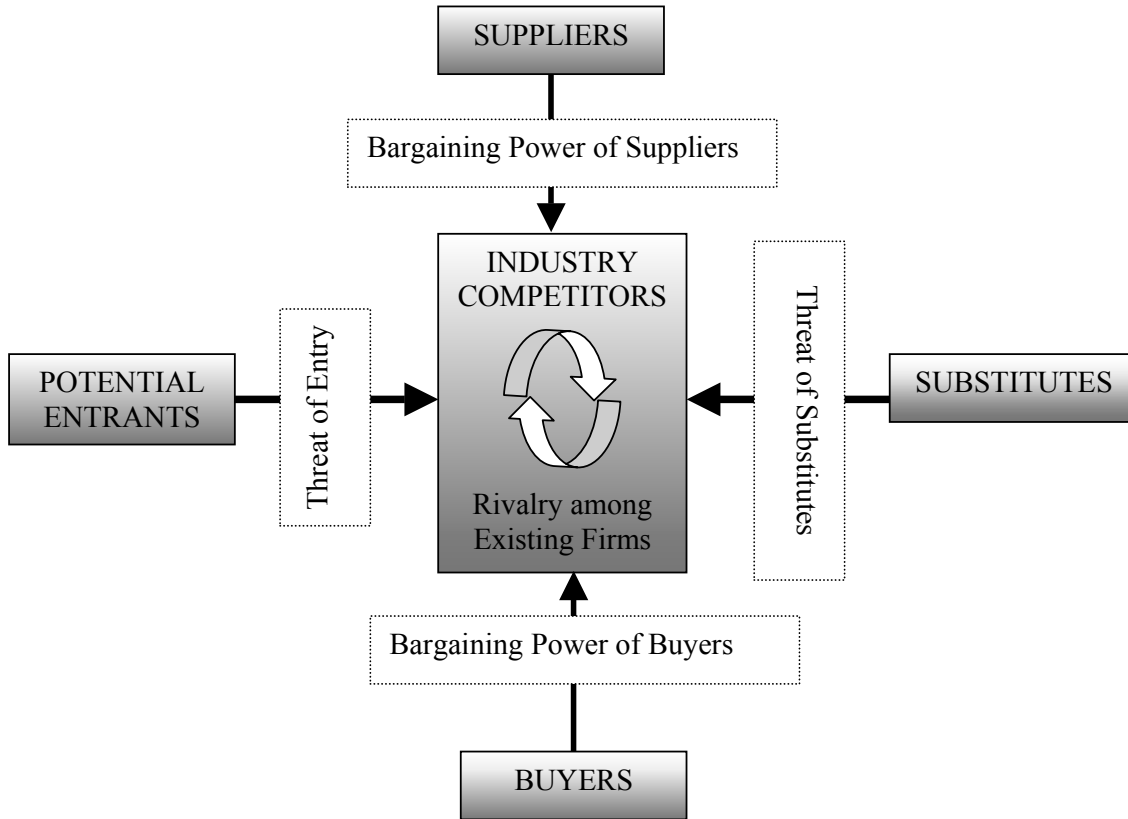 SUPPLIERS
Bargaining Power of Suppliers
INDUSTRY
COMPETITORS
Threat of Entry
Threat of Substitutes
POTENTIAL
ENTRANTS
SUBSTITUTES
Rivalry among
Existing Firms
Bargaining Power of Buyers
BUYERS